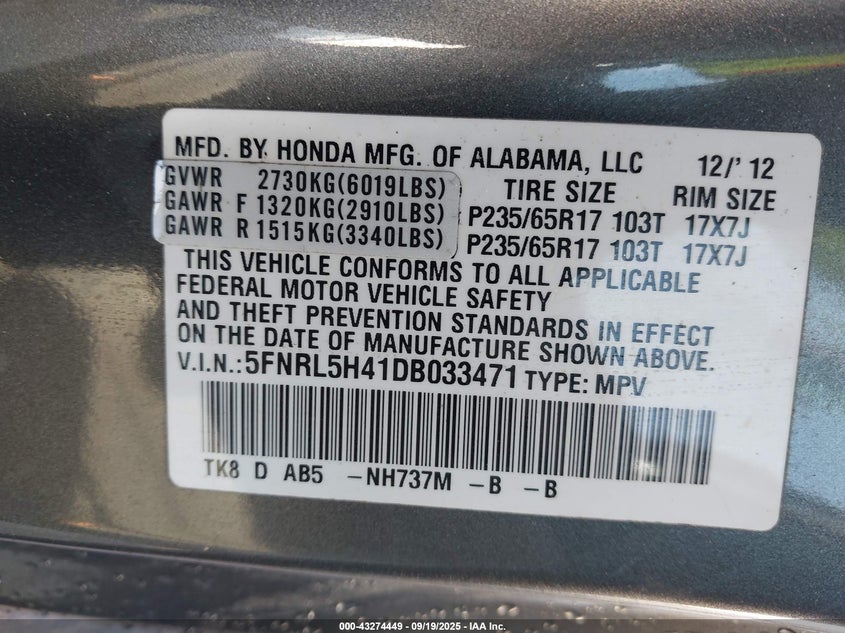 MFD. BY HONDA MFG. OF ALABAMA, LLC 12/' 12
GVWR 2730KG(6019LBS) TIRE SIZE RIM SIZE
GAWR F 1320KG(2910LBS) P235/65R17 103T 17X7J
GAWR R 1515KG(3340LBS) P235/65R17 103T 17X7J
THIS VEHICLE CONFORMS TO ALL APPLICABLE
FEDERAL MOTOR VEHICLE SAFETY
AND THEFT PREVENTION STANDARDS IN EFFECT
ON THE DATE OF MANUFACTURE SHOWN ABOVE.
V.I.N.: 5FNRL5H41DB033471 TYPE: MPV
TK8 D AB5 -NH737M -B -B
000-43274449 - 09/19/2025 - IAA Inc.